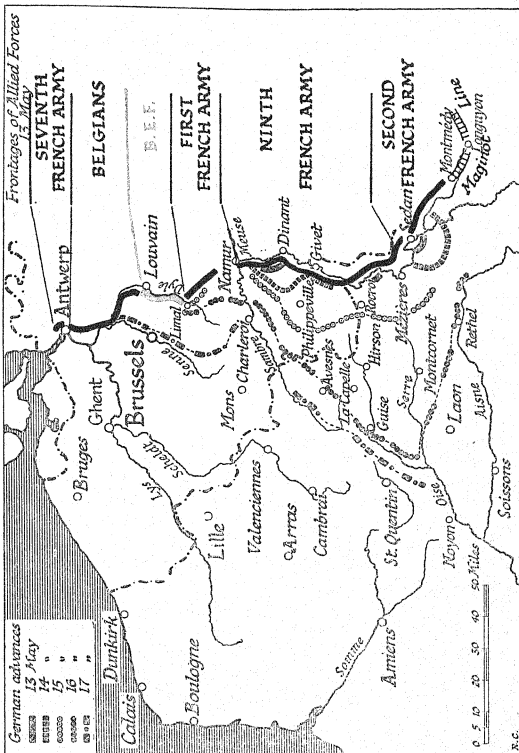 Frontages of Allied Forces
13 May
SEVENTH
FRENCH ARMY
BELGIANS
B.E.F.
FIRST
FRENCH ARMY
NINTH
FRENCH ARMY
SECOND
FRENCH ARMY
German advances
13 May
14 "
15 "
16 "
17 "
Antwerp
Louvain
Dyle
Limal
Namur
Meuse
Dinant
Givet
Sedan
Montmedy
Longuyon
Maginot Line
Ghent
Brussels
Senne
Charleroi
Sambre
Philippeville
Mézières
Rethel
Bruges
Scheldt
Lys
Mons
Avesnes
La Capelle
Hirson
Guise
Serre
Montcornet
Laon
Aisne
Dunkirk
Calais
Boulogne
Lille
Valenciennes
Arras
Cambrai
St. Quentin
Oise
Noyon
Soissons
Somme
Amiens
0 5 10 20 30 40 50 Miles